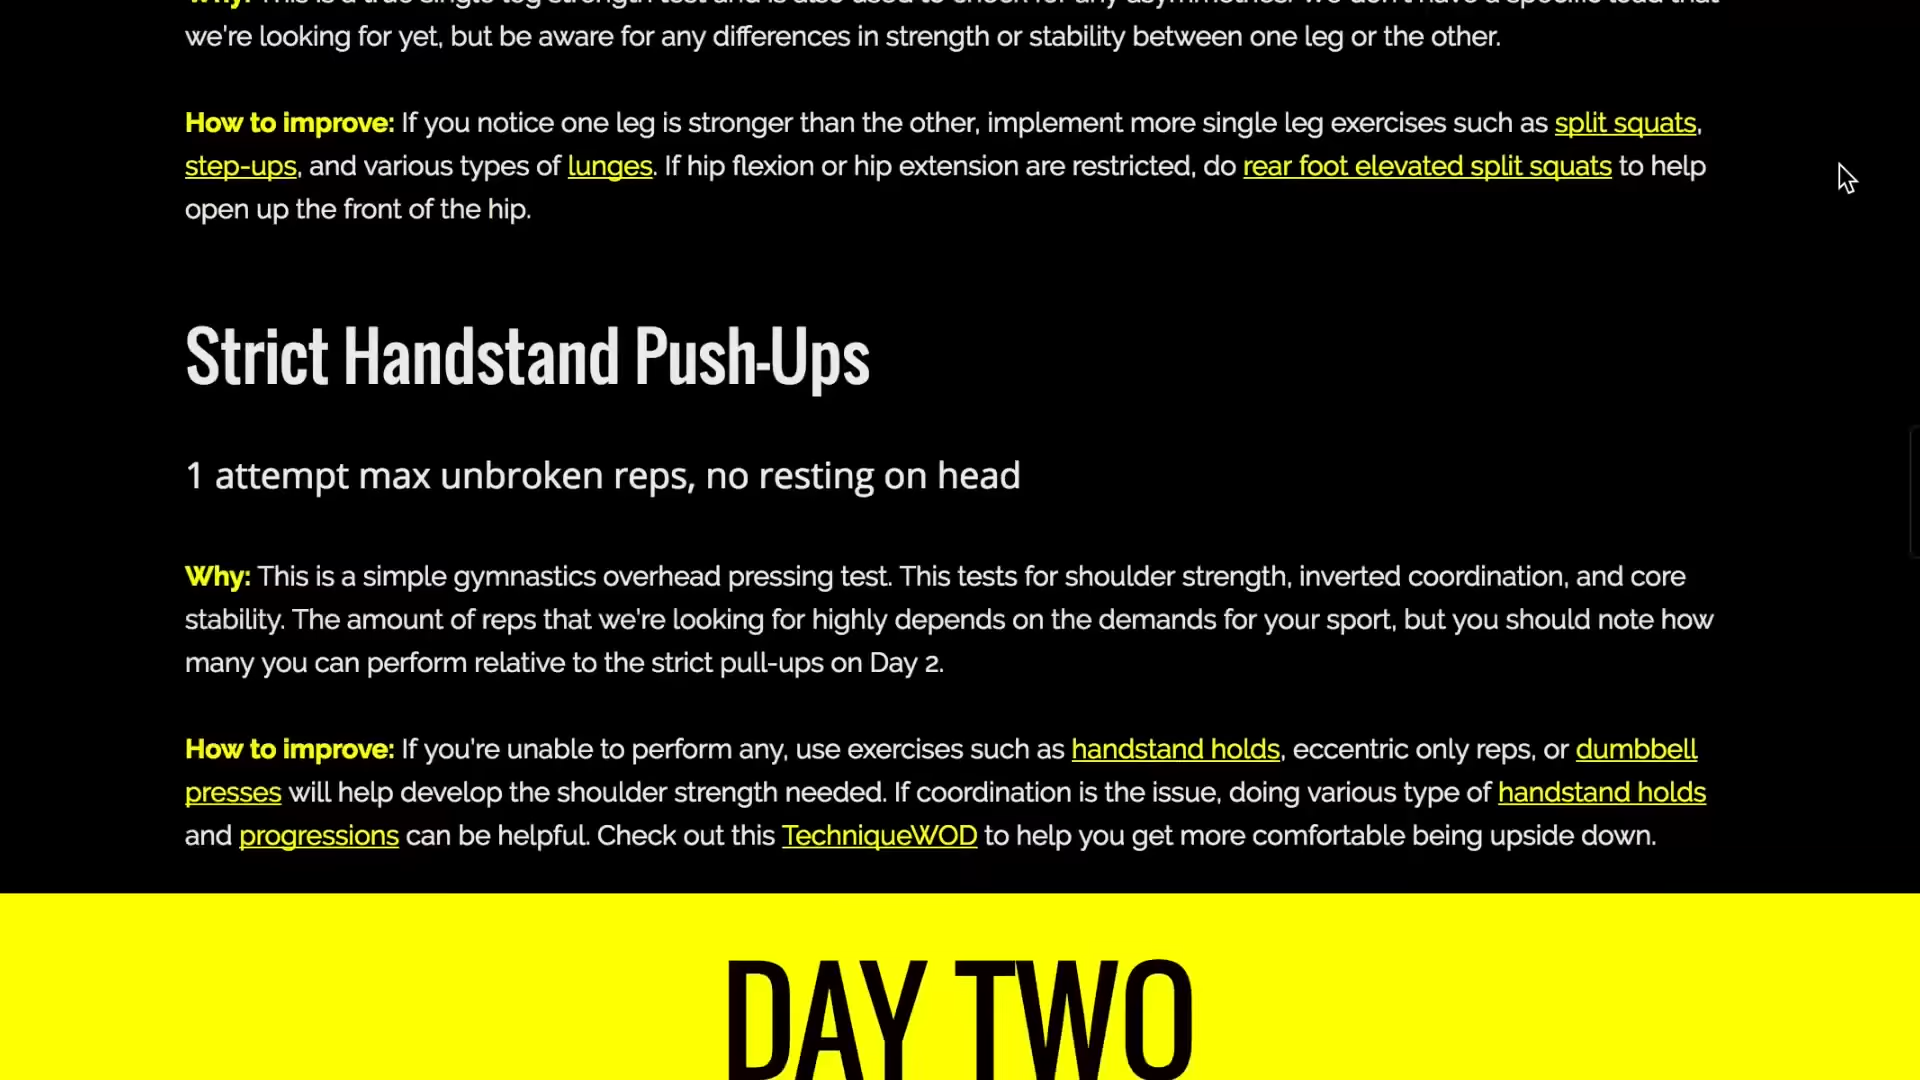 we're looking for yet, but be aware for any differences in strength or stability between one leg or the other.
How to improve: If you notice one leg is stronger than the other, implement more single leg exercises such as split squats,
step-ups, and various types of lunges. If hip flexion or hip extension are restricted, do rear foot elevated split squats to help
open up the front of the hip.
Strict Handstand Push-Ups
1 attempt max unbroken reps, no resting on head
Why: This is a simple gymnastics overhead pressing test. This tests for shoulder strength, inverted coordination, and core
stability. The amount of reps that we're looking for highly depends on the demands for your sport, but you should note how
many you can perform relative to the strict pull-ups on Day 2.
How to improve: If you're unable to perform any, use exercises such as handstand holds, eccentric only reps, or dumbbell
presses will help develop the shoulder strength needed. If coordination is the issue, doing various type of handstand holds
and progressions can be helpful. Check out this TechniqueWOD to help you get more comfortable being upside down.
DAY TWO